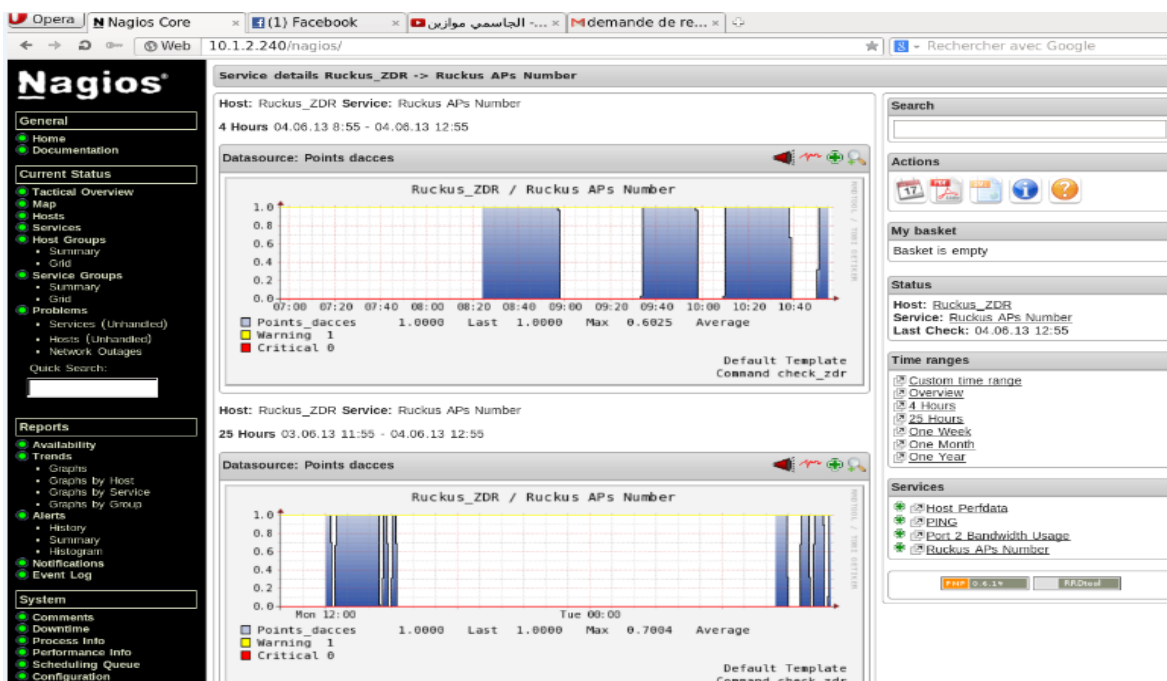 Opera
Nagios Core
(1) Facebook
الجاسمي موازين -...
demande de re...
Web
10.1.2.240/nagios/
Rechercher avec Google
Nagios®
General
Home
Documentation
Current Status
Tactical Overview
Map
Hosts
Services
Host Groups
Summary
Grid
Service Groups
Summary
Grid
Problems
Services (Unhandled)
Hosts (Unhandled)
Network Outages
Quick Search:
Reports
Availability
Trends
Graphs
Graphs by Host
Graphs by Service
Graphs by Group
Alerts
History
Summary
Histogram
Notifications
Event Log
System
Comments
Downtime
Process Info
Performance Info
Scheduling Queue
Configuration
Service details Ruckus_ZDR -> Ruckus APs Number
Host: Ruckus_ZDR Service: Ruckus APs Number
4 Hours 04.06.13 8:55 - 04.06.13 12:55
Datasource: Points dacces
Ruckus_ZDR / Ruckus APs Number
RRDTOOL / TOBI OETIKER
1.0
0.8
0.6
0.4
0.2
0.0
07:00 07:20 07:40 08:00 08:20 08:40 09:00 09:20 09:40 10:00 10:20 10:40
Points_dacces 1.0000 Last 1.0000 Max 0.6025 Average
Warning 1
Critical 0
Default Template
Command check_zdr
Host: Ruckus_ZDR Service: Ruckus APs Number
25 Hours 03.06.13 11:55 - 04.06.13 12:55
Datasource: Points dacces
Ruckus_ZDR / Ruckus APs Number
RRDTOOL / TOBI OETIKER
1.0
0.8
0.6
0.4
0.2
0.0
Mon 12:00 Tue 00:00
Points_dacces 1.0000 Last 1.0000 Max 0.7004 Average
Warning 1
Critical 0
Default Template
Command check_zdr
Search
Actions
17
My basket
Basket is empty
Status
Host: Ruckus_ZDR
Service: Ruckus APs Number
Last Check: 04.06.13 12:55
Time ranges
Custom time range
Overview
4 Hours
25 Hours
One Week
One Month
One Year
Services
Host Perfdata
PING
Port 2 Bandwidth Usage
Ruckus APs Number
PNP 0.6.19
RRDtool